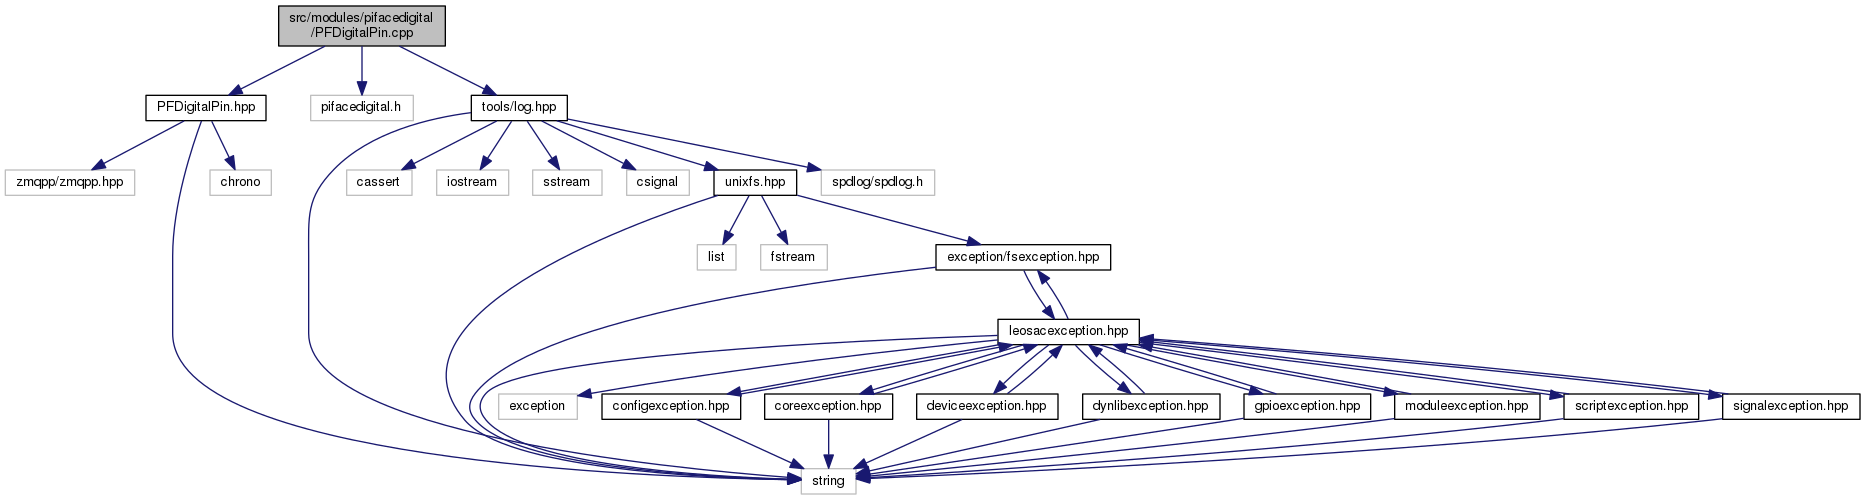 src/modules/pifacedigital
/PFDigitalPin.cpp
PFDigitalPin.hpp
pifacedigital.h
tools/log.hpp
zmqpp/zmqpp.hpp
chrono
cassert
iostream
sstream
csignal
unixfs.hpp
spdlog/spdlog.h
list
fstream
exception/fsexception.hpp
leosacexception.hpp
exception
configexception.hpp
coreexception.hpp
deviceexception.hpp
dynlibexception.hpp
gpioexception.hpp
moduleexception.hpp
scriptexception.hpp
signalexception.hpp
string